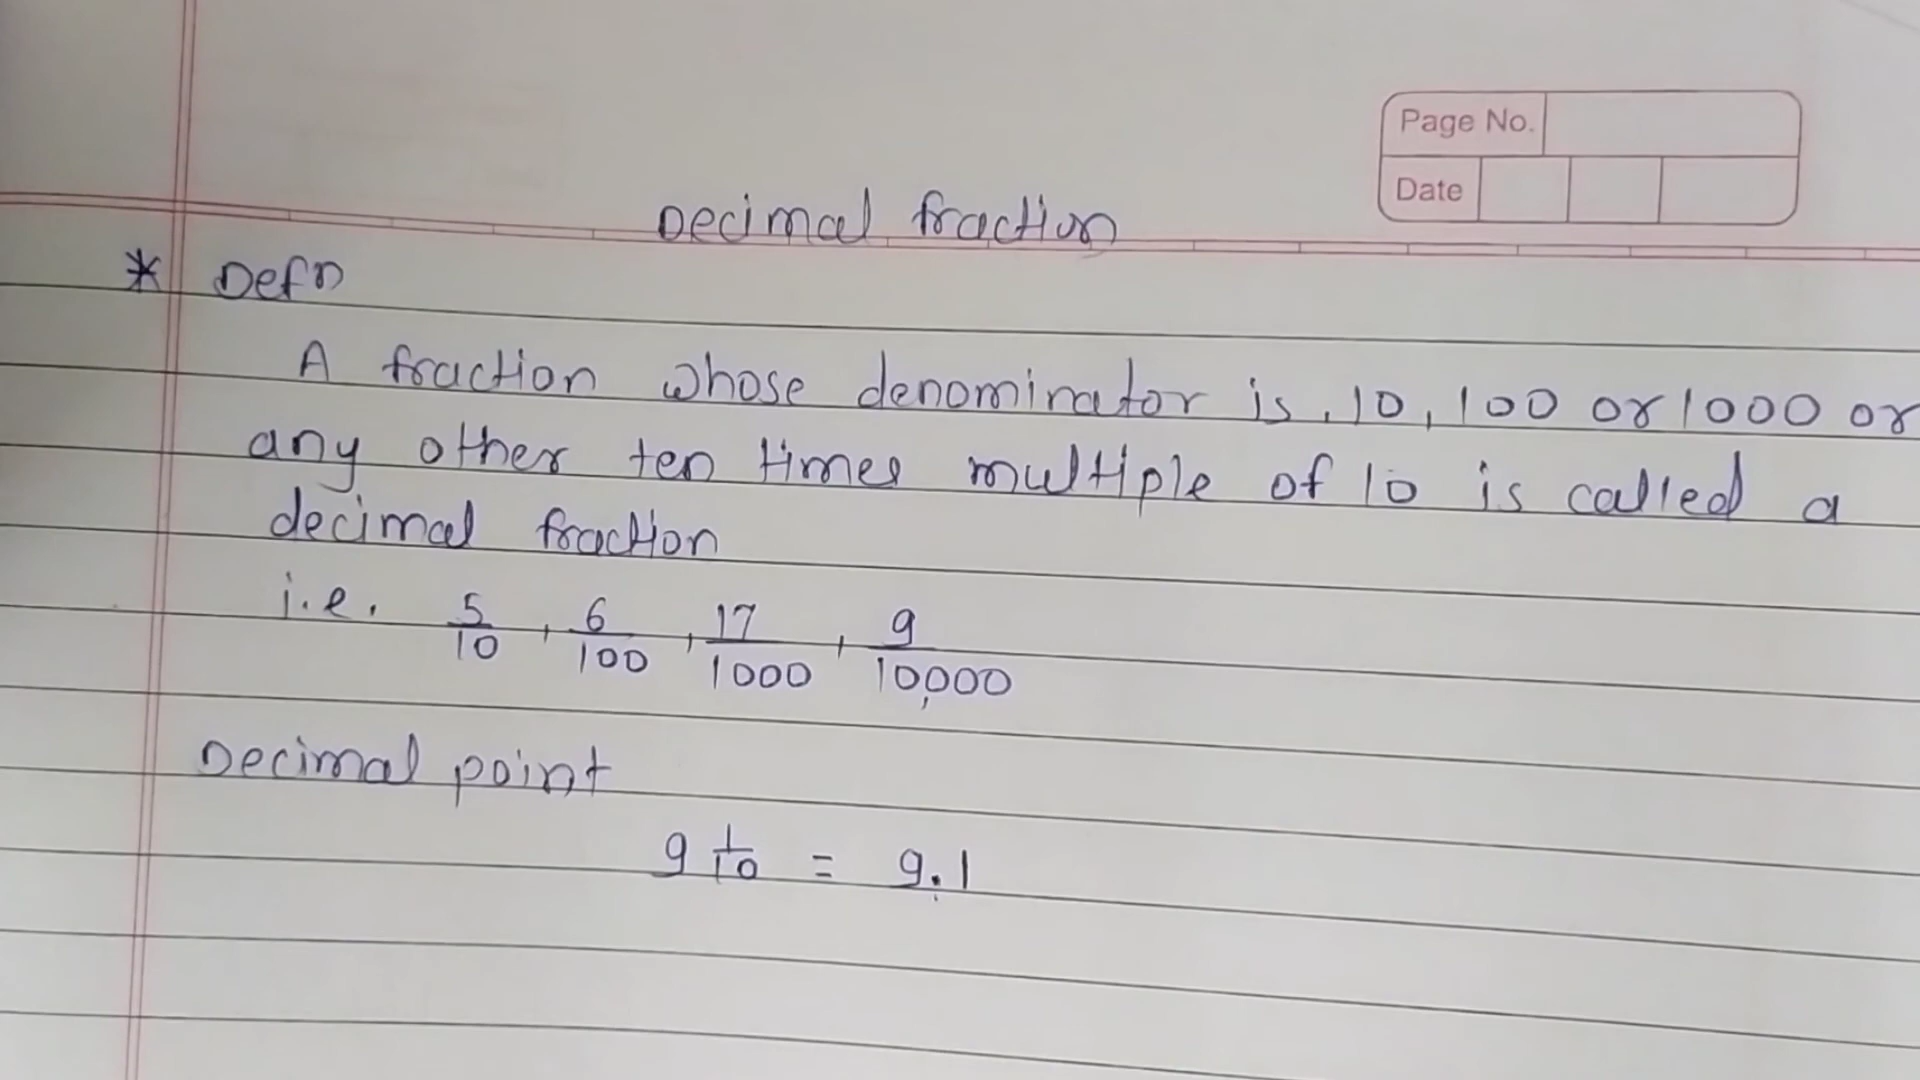 Page No.
Date
Decimal fraction
* Defn
A fraction whose denominator is, 10, 100 or 1000 or
any other ten times multiple of 10 is called a
decimal fraction
i.e. 5/10, 6/100, 17/1000, 9/10,000
Decimal point
9 1/10 = 9.1